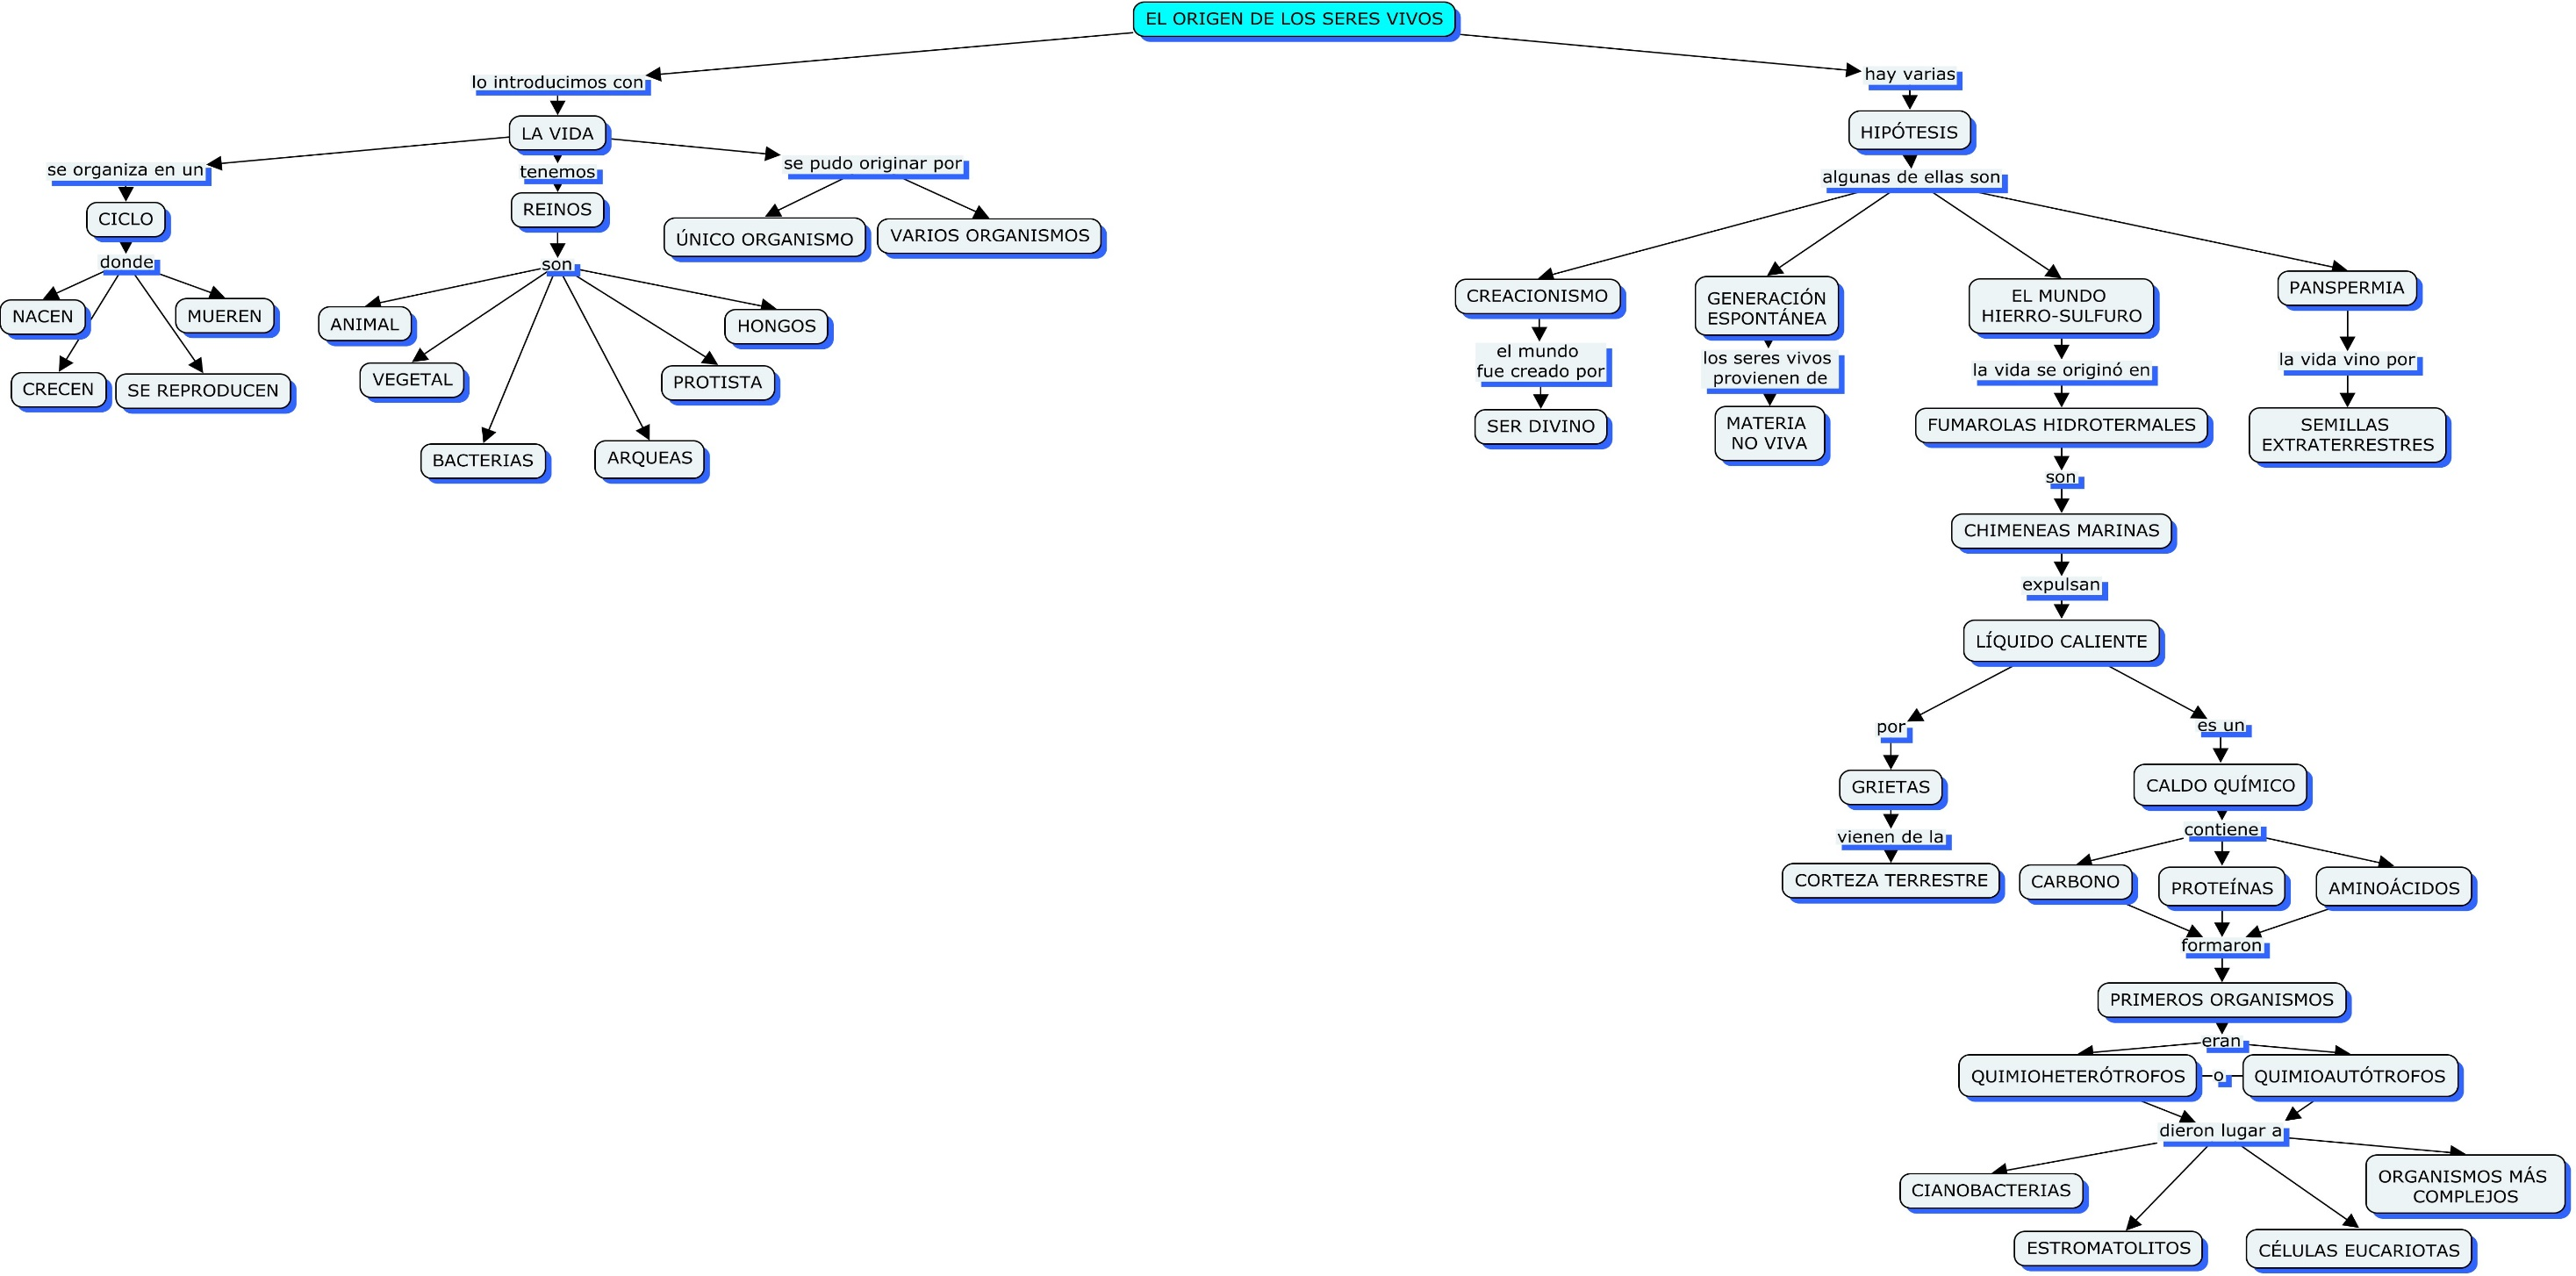 EL ORIGEN DE LOS SERES VIVOS
lo introducimos con
LA VIDA
se organiza en un
CICLO
donde
NACEN
CRECEN
SE REPRODUCEN
MUEREN
tenemos
REINOS
son
ANIMAL
VEGETAL
BACTERIAS
ARQUEAS
PROTISTA
HONGOS
se pudo originar por
ÚNICO ORGANISMO
VARIOS ORGANISMOS
hay varias
HIPÓTESIS
algunas de ellas son
CREACIONISMO
el mundo
fue creado por
SER DIVINO
GENERACIÓN
ESPONTÁNEA
los seres vivos
provienen de
MATERIA
NO VIVA
EL MUNDO
HIERRO-SULFURO
la vida se originó en
FUMAROLAS HIDROTERMALES
son
CHIMENEAS MARINAS
expulsan
LÍQUIDO CALIENTE
por
GRIETAS
vienen de la
CORTEZA TERRESTRE
es un
CALDO QUÍMICO
contiene
CARBONO
PROTEÍNAS
AMINOÁCIDOS
formaron
PRIMEROS ORGANISMOS
eran
QUIMIOHETERÓTROFOS
o
QUIMIOAUTÓTROFOS
dieron lugar a
CIANOBACTERIAS
ESTROMATOLITOS
CÉLULAS EUCARIOTAS
ORGANISMOS MÁS
COMPLEJOS
PANSPERMIA
la vida vino por
SEMILLAS
EXTRATERRESTRES